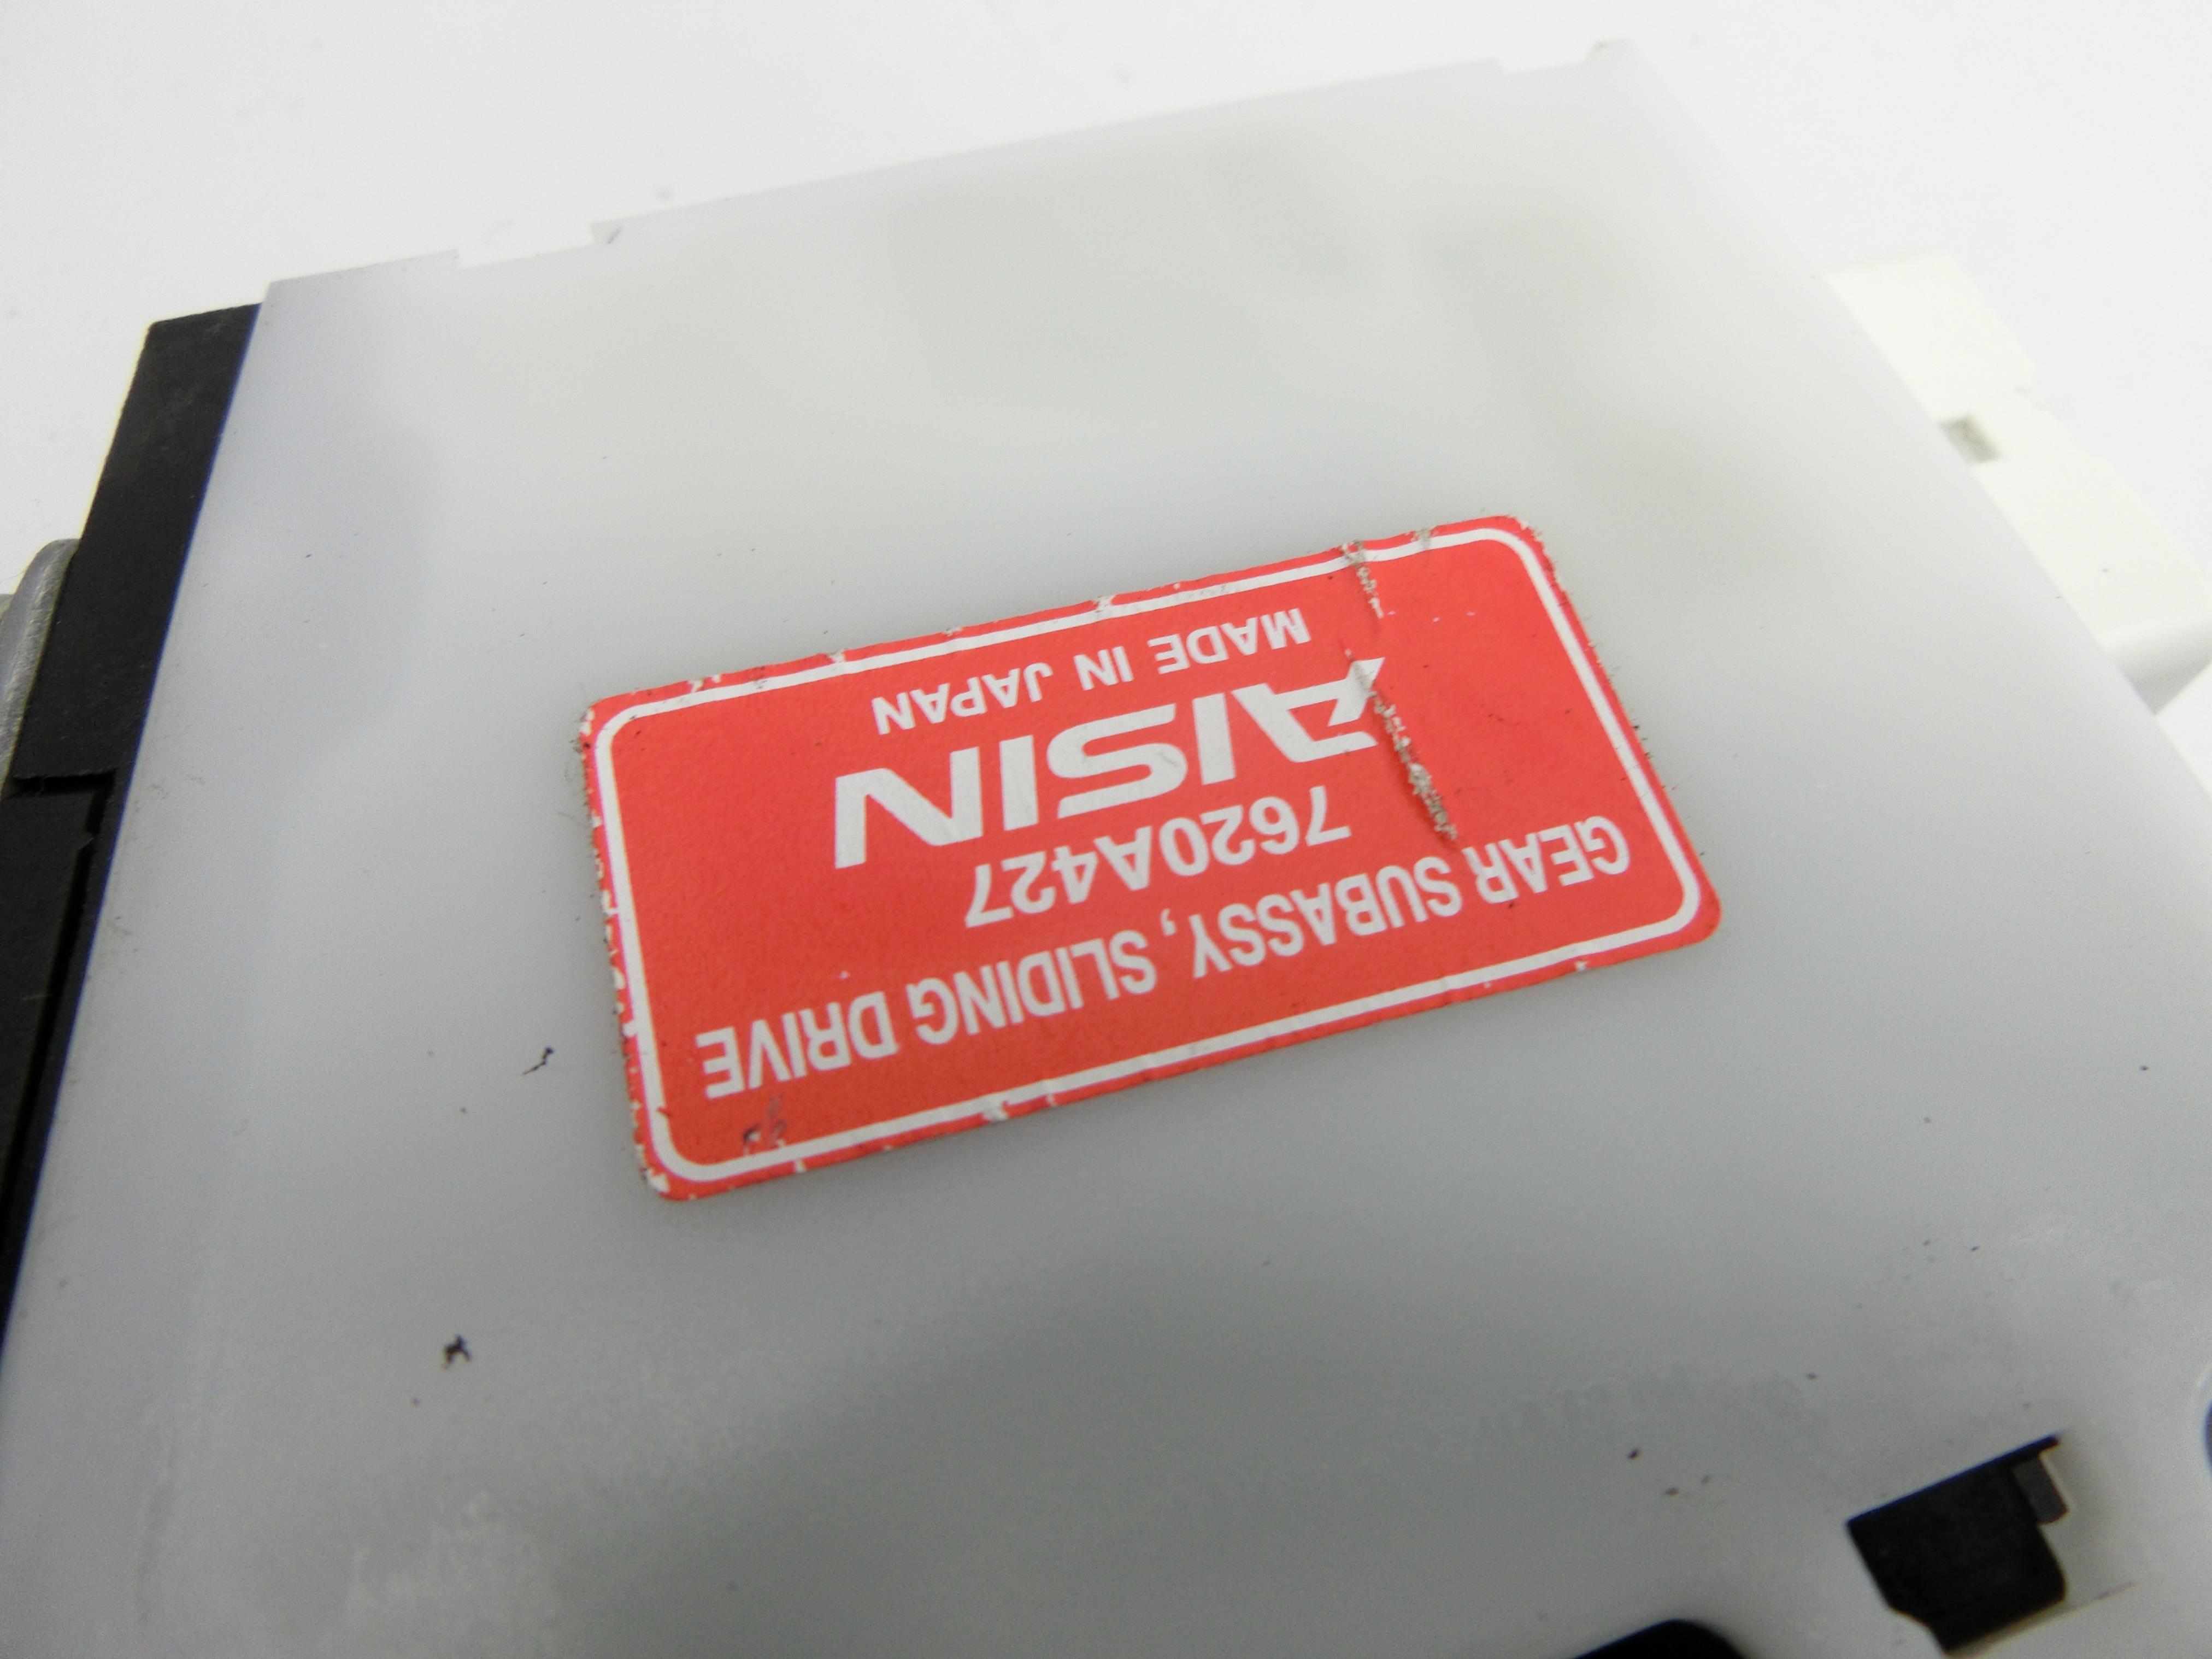 GEAR SUBASSY, SLIDING DRIVE
7620A427
AISIN
MADE IN JAPAN